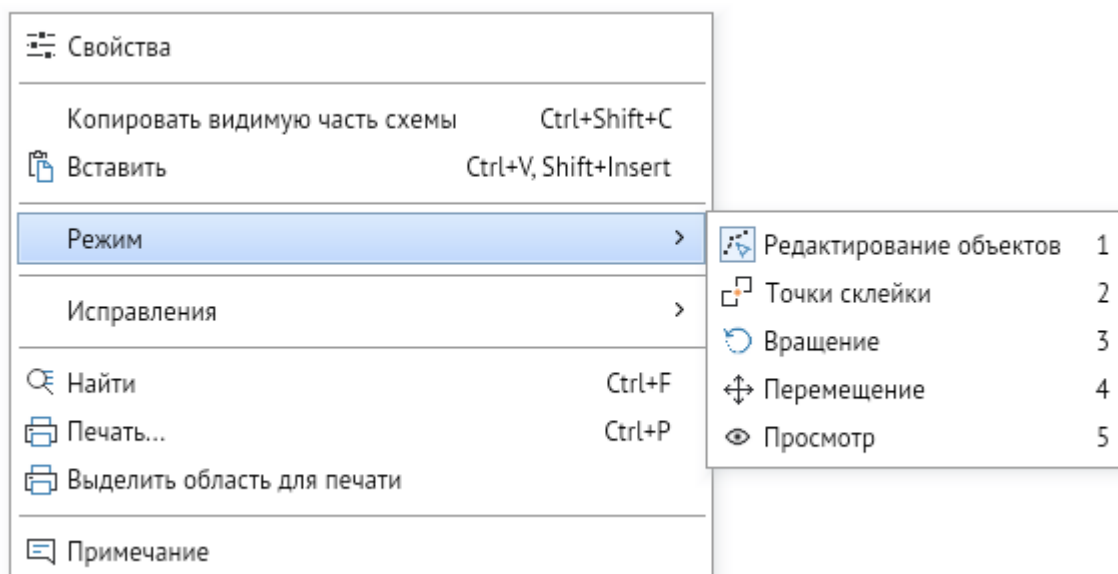 Свойства
Копировать видимую часть схемы Ctrl+Shift+C
Вставить Ctrl+V, Shift+Insert
Режим
Исправления
Найти Ctrl+F
Печать... Ctrl+P
Выделить область для печати
Примечание
Редактирование объектов 1
Точки склейки 2
Вращение 3
Перемещение 4
Просмотр 5